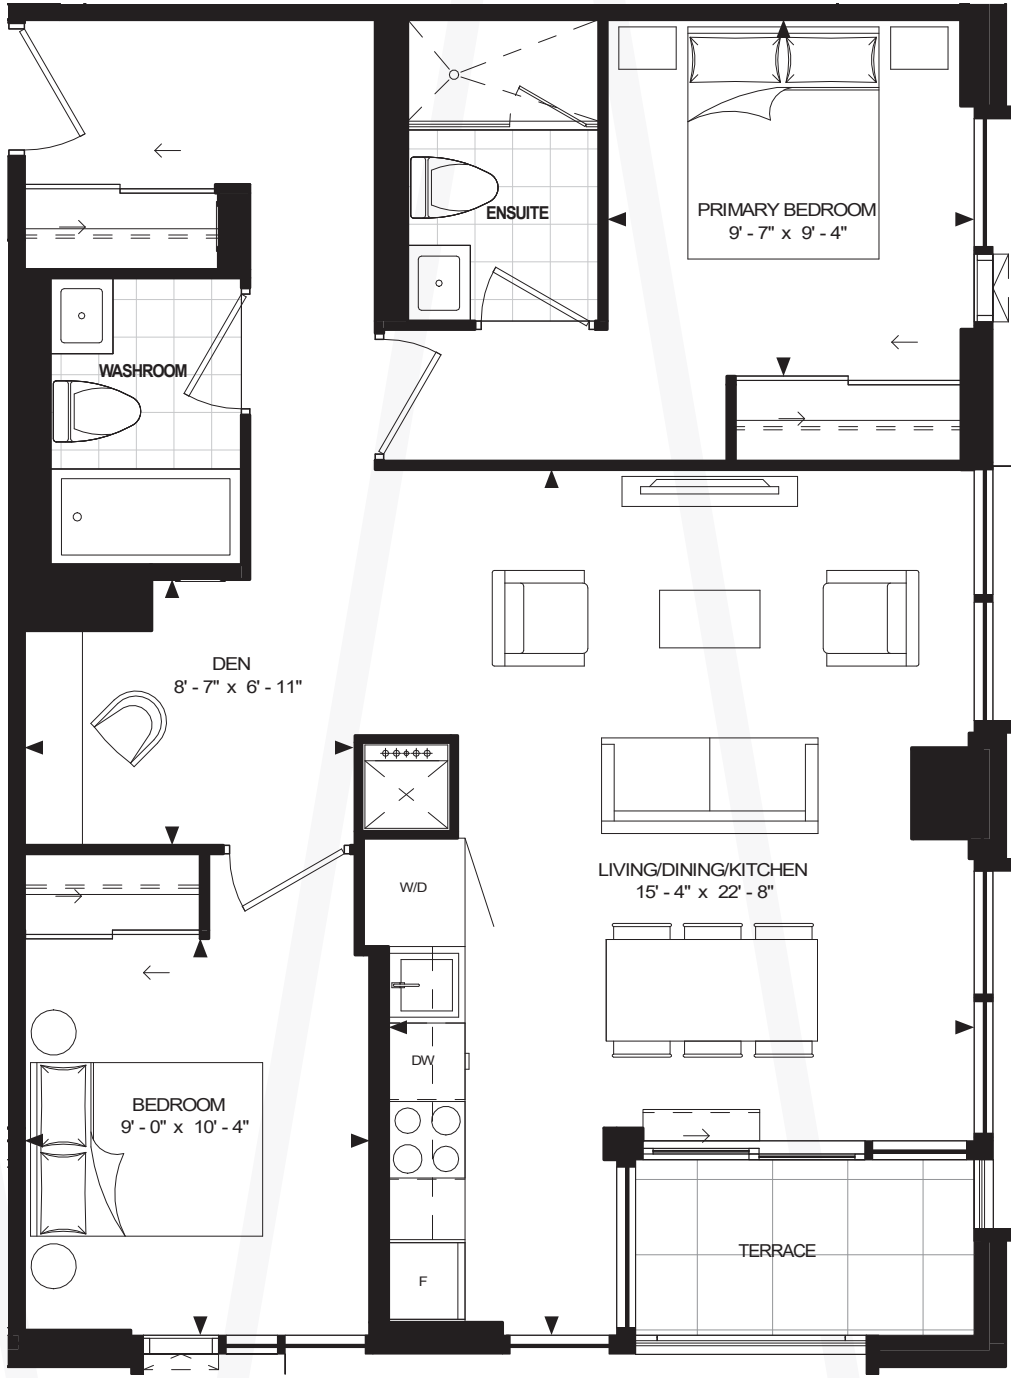 ENSUITE
PRIMARY BEDROOM
9' - 7" x 9' - 4"
WASHROOM
DEN
8' - 7" x 6' - 11"
W/D
LIVING/DINING/KITCHEN
15' - 4" x 22' - 8"
DW
BEDROOM
9' - 0" x 10' - 4"
TERRACE
F